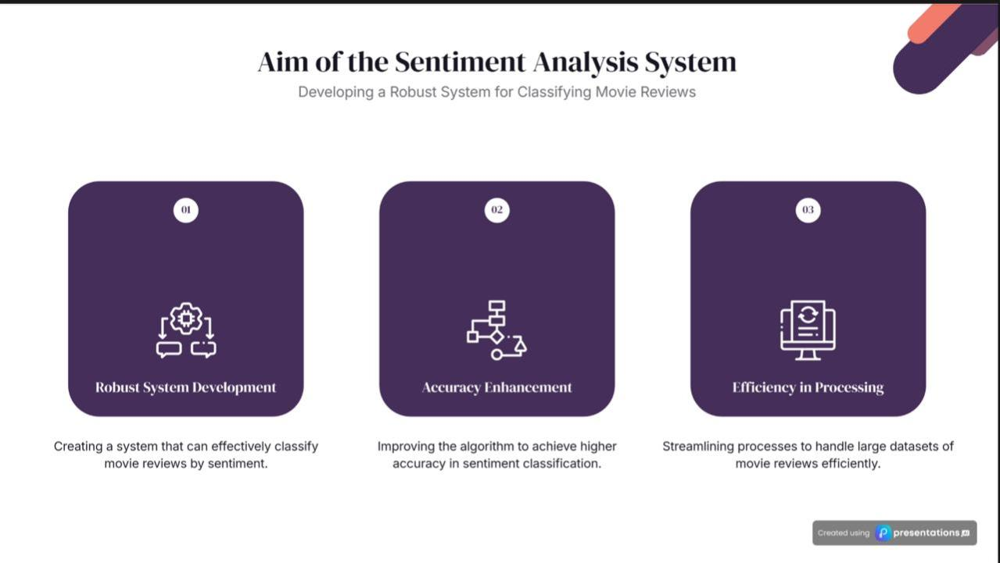 Aim of the Sentiment Analysis System
Developing a Robust System for Classifying Movie Reviews
01
Robust System Development
Creating a system that can effectively classify
movie reviews by sentiment.
02
Accuracy Enhancement
Improving the algorithm to achieve higher
accuracy in sentiment classification.
03
Efficiency in Processing
Streamlining processes to handle large datasets of
movie reviews efficiently.
Created using presentations.ai